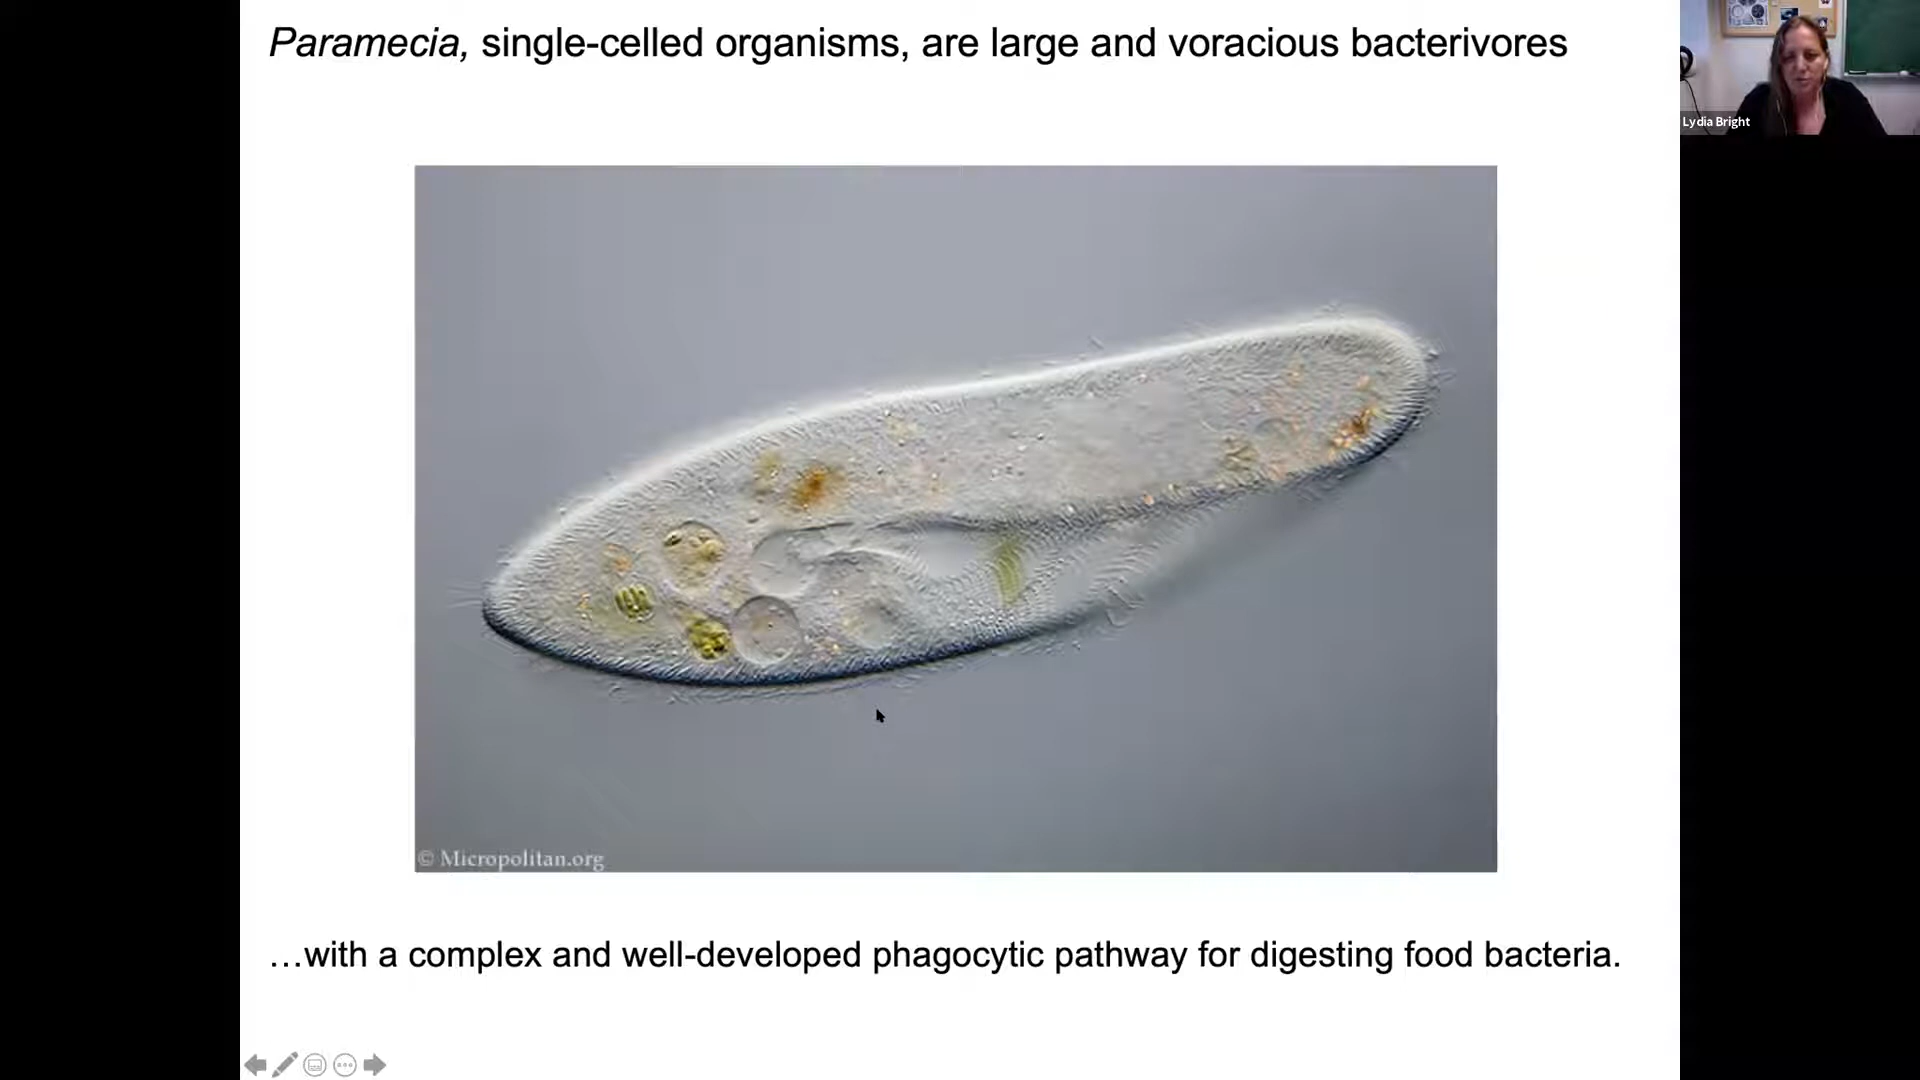 Paramecia, single-celled organisms, are large and voracious bacterivores
Lydia Bright
© Micropolitan.org
…with a complex and well-developed phagocytic pathway for digesting food bacteria.